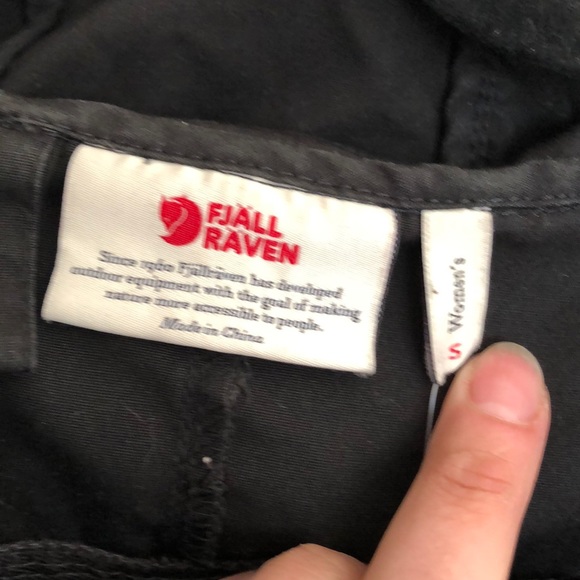 FJÄLL
RÄVEN
Since 1960 Fjällräven has developed
outdoor equipment with the goal of making
nature more accessible to people.
Made in China
S Women's